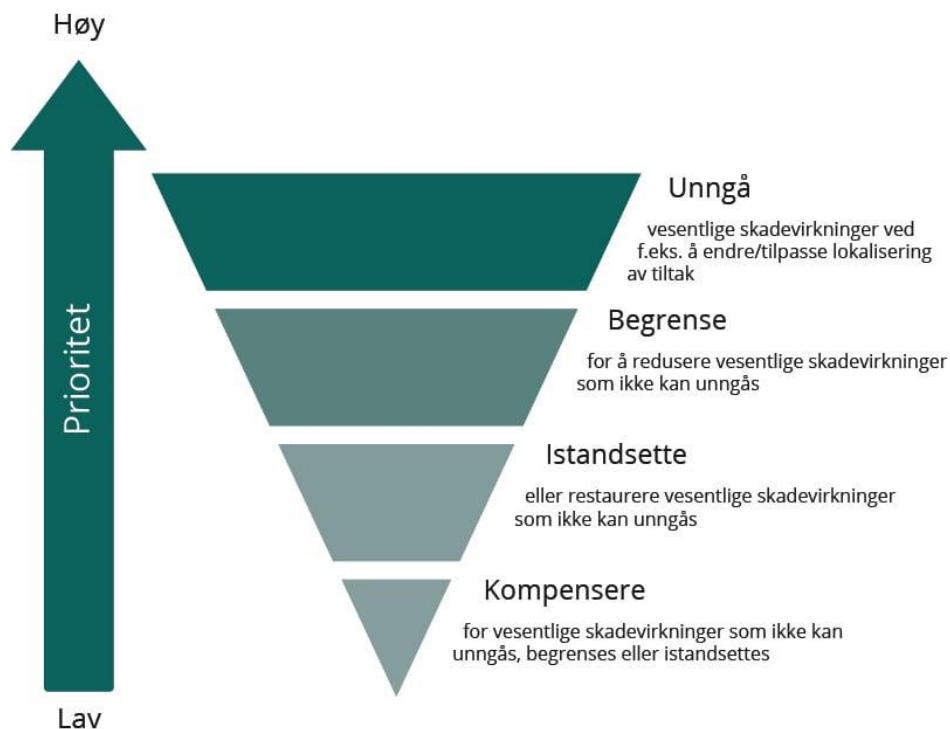 Høy
Prioritet
Lav
Unngå
vesentlige skadevirkninger ved
f.eks. å endre/tilpasse lokalisering
av tiltak
Begrense
for å redusere vesentlige skadevirkninger
som ikke kan unngås
Istandsette
eller restaurere vesentlige skadevirkninger
som ikke kan unngås
Kompensere
for vesentlige skadevirkninger som ikke kan
unngås, begrenses eller istandsettes